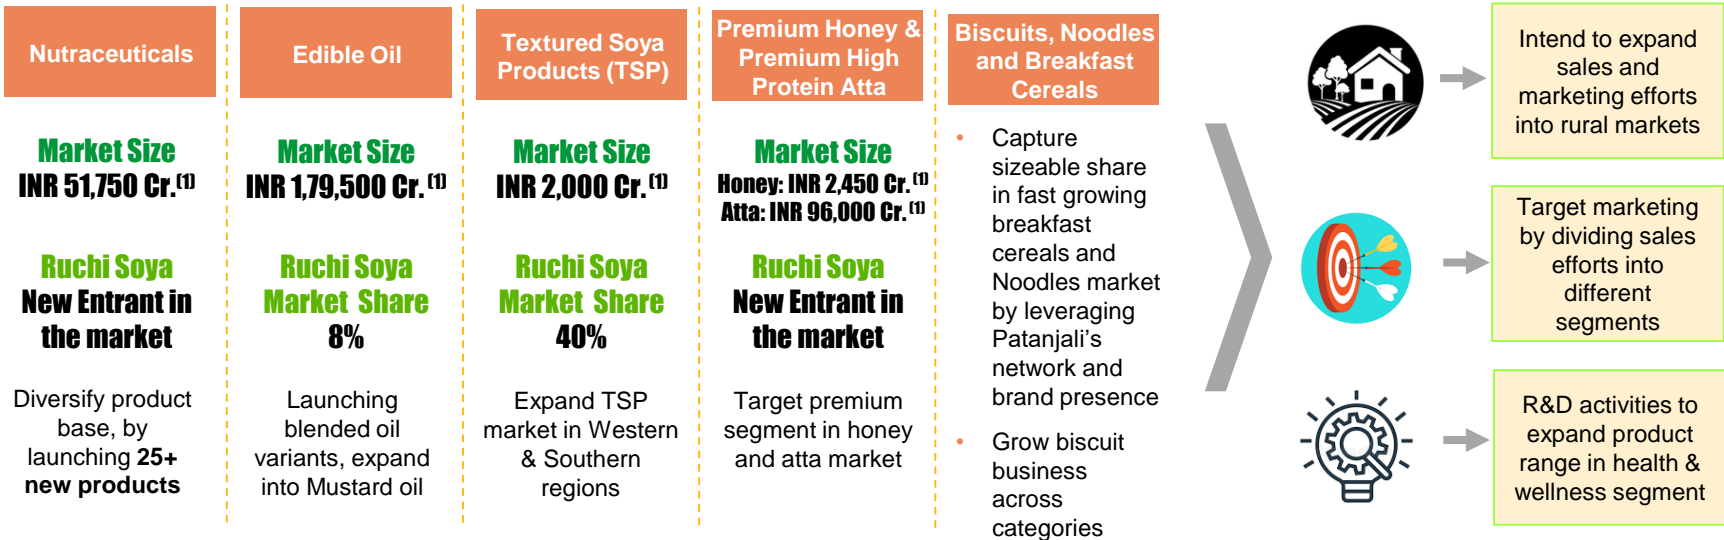 Nutraceuticals
Market Size
INR 51,750 Cr.(1)
Ruchi Soya
New Entrant in
the market
Diversify product
base, by
launching 25+
new products
Edible Oil
Market Size
INR 1,79,500 Cr.(1)
Ruchi Soya
Market Share
8%
Launching
blended oil
variants, expand
into Mustard oil
Textured Soya
Products (TSP)
Market Size
INR 2,000 Cr.(1)
Ruchi Soya
Market Share
40%
Expand TSP
market in Western
& Southern
regions
Premium Honey &
Premium High
Protein Atta
Market Size
Honey: INR 2,450 Cr.(1)
Atta: INR 96,000 Cr.(1)
Ruchi Soya
New Entrant in
the market
Target premium
segment in honey
and atta market
Biscuits, Noodles
and Breakfast
Cereals
• Capture
sizeable share
in fast growing
breakfast
cereals and
Noodles market
by leveraging
Patanjali's
network and
brand presence
• Grow biscuit
business
across
categories
Intend to expand
sales and
marketing efforts
into rural markets
Target marketing
by dividing sales
efforts into
different
segments
R&D activities to
expand product
range in health &
wellness segment